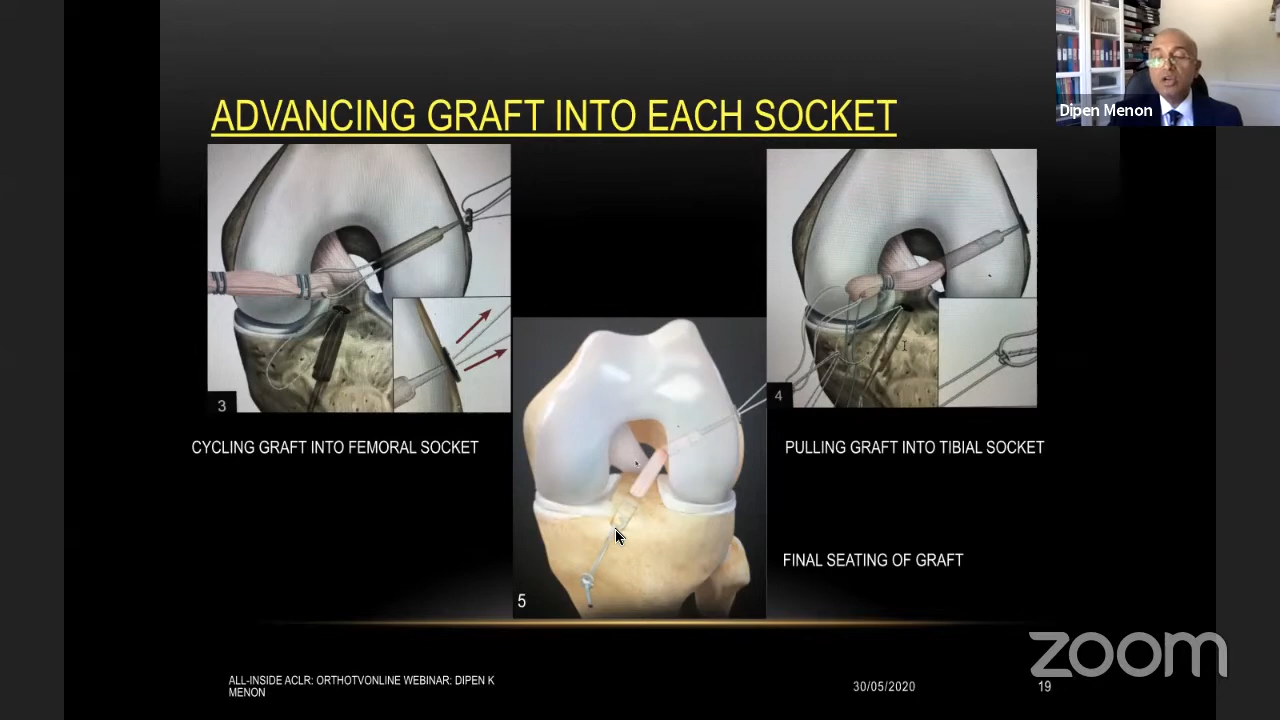 ADVANCING GRAFT INTO EACH SOCKET
Dipen Menon
3
4
CYCLING GRAFT INTO FEMORAL SOCKET
PULLING GRAFT INTO TIBIAL SOCKET
FINAL SEATING OF GRAFT
5
zoom
ALL-INSIDE ACLR: ORTHOTVONLINE WEBINAR: DIPEN K
MENON
30/05/2020
19